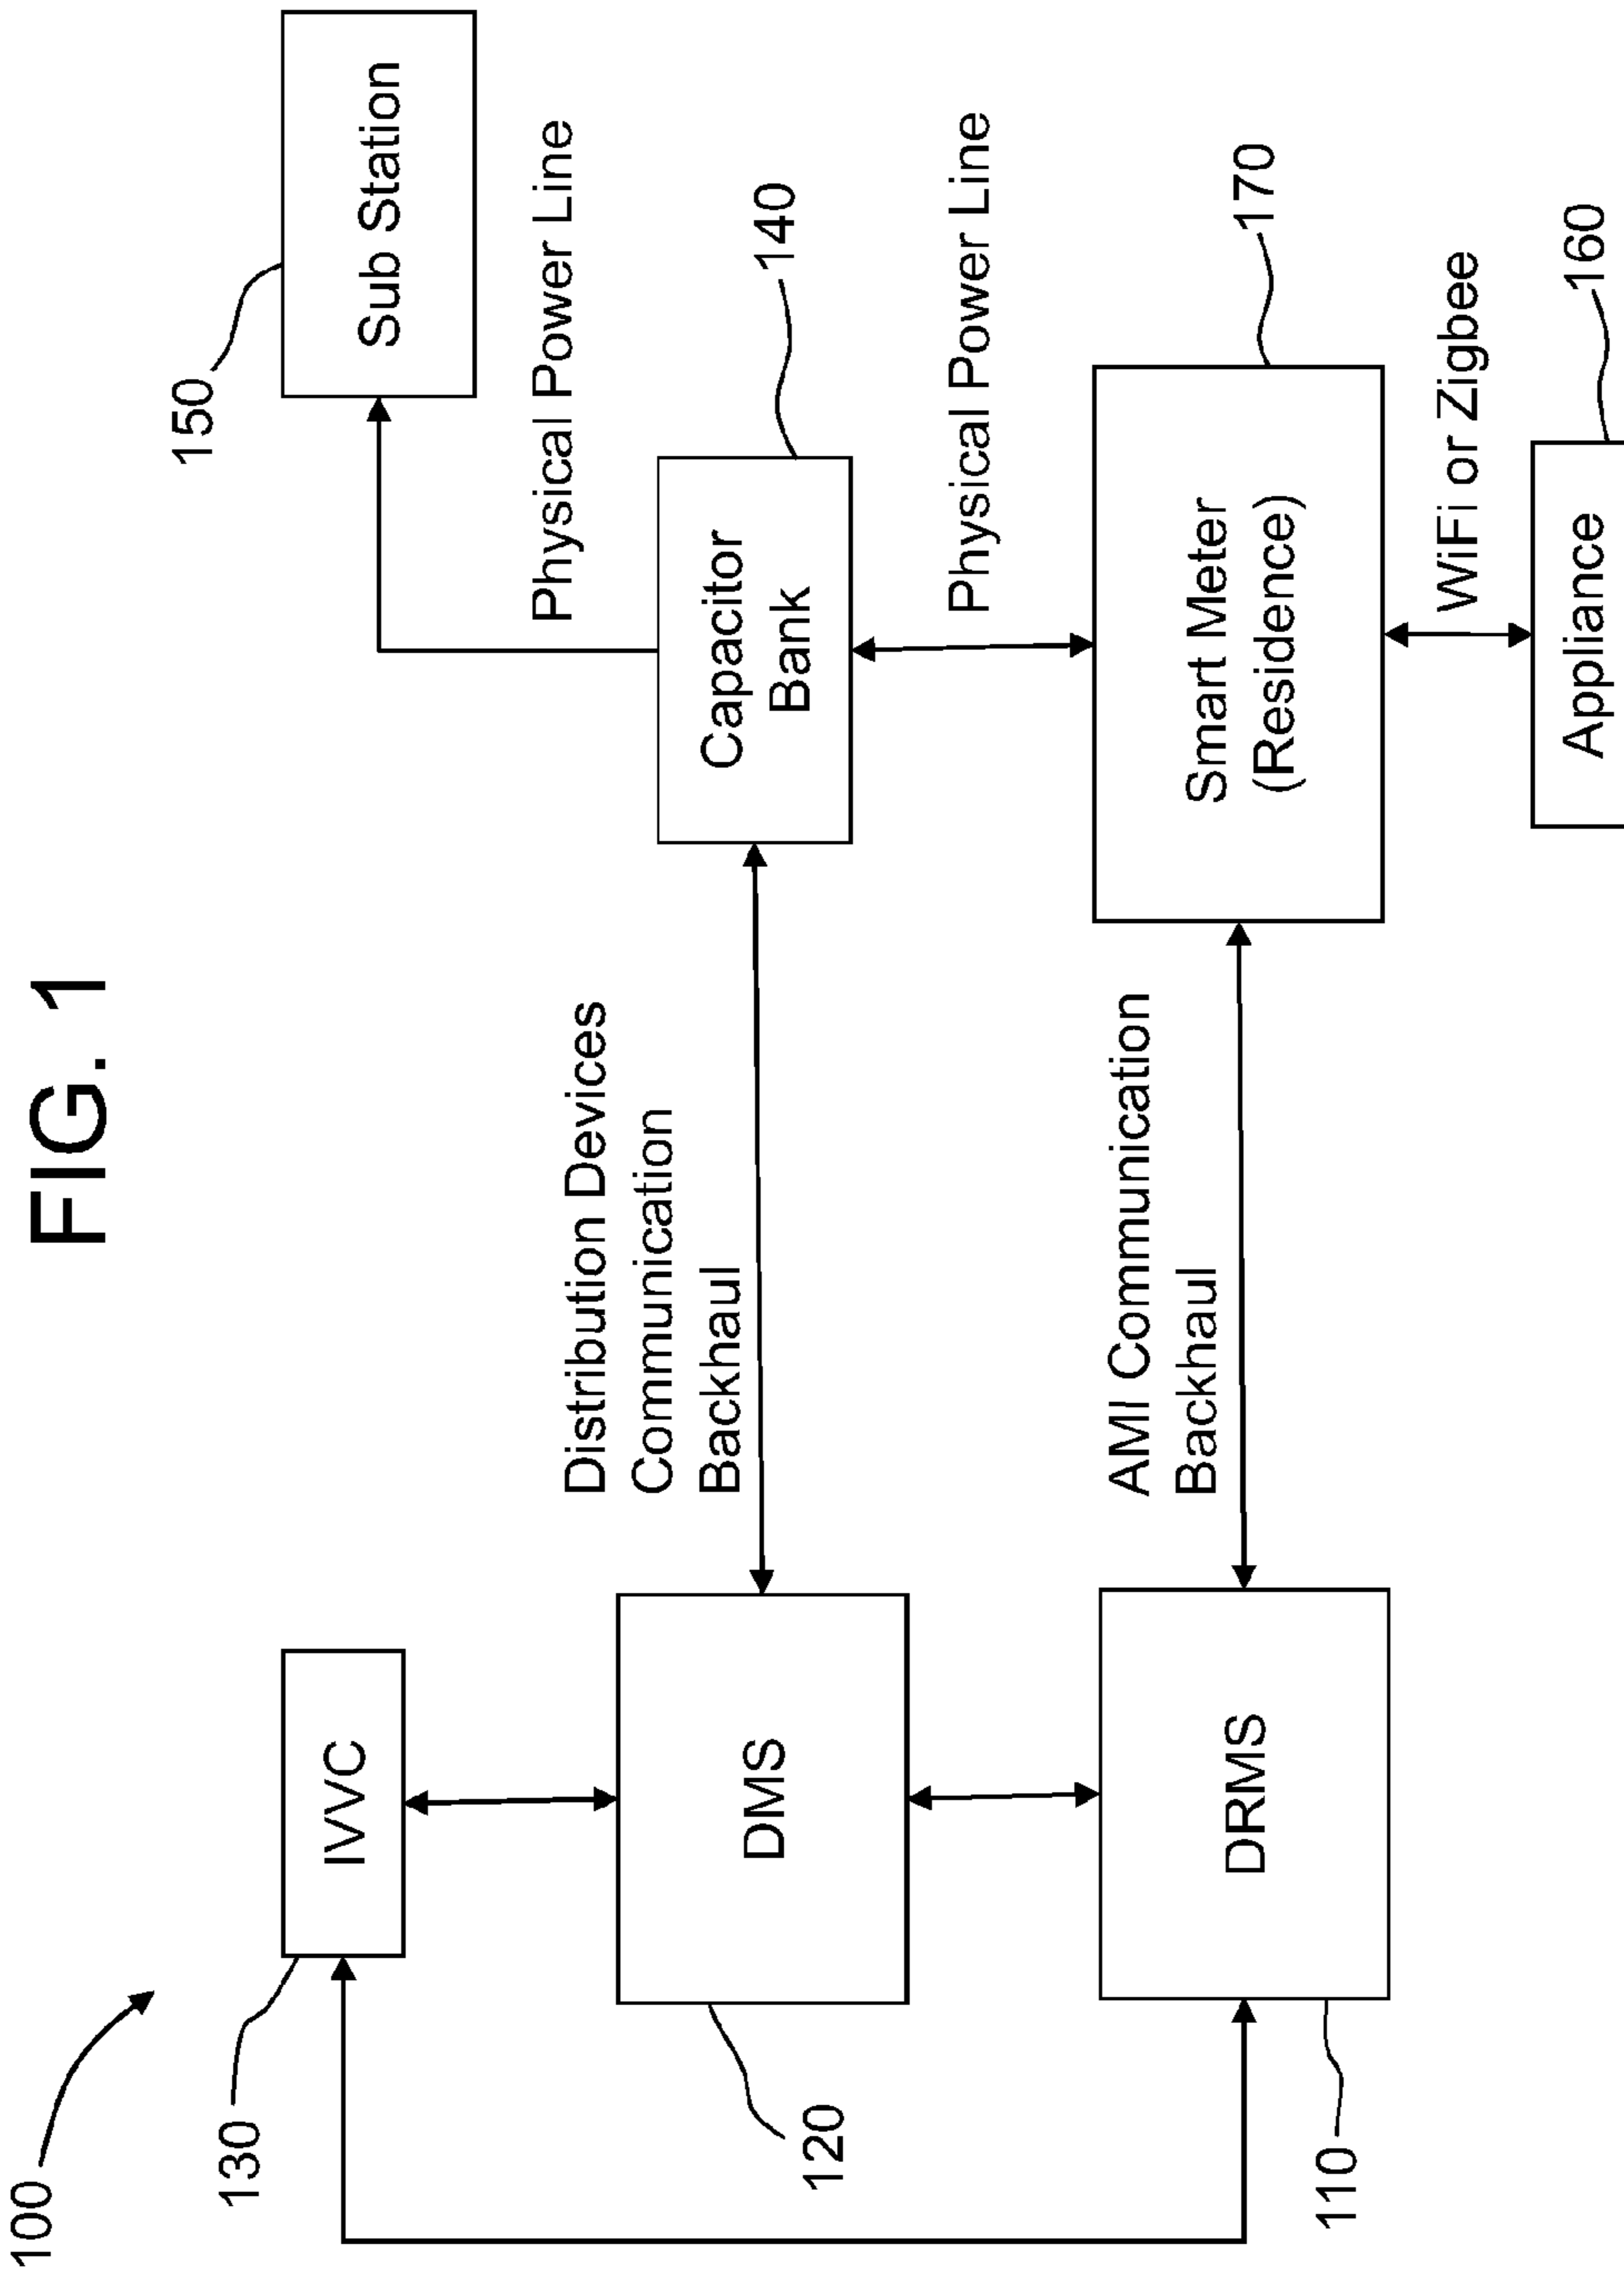 FIG. 1
100
130
IVVC
120
DMS
110
DRMS
Distribution Devices
Communication
Backhaul
AMI Communication
Backhaul
150
Sub Station
Physical Power Line
140
Capacitor
Bank
Physical Power Line
170
Smart Meter
(Residence)
WiFi or Zigbee
160
Appliance